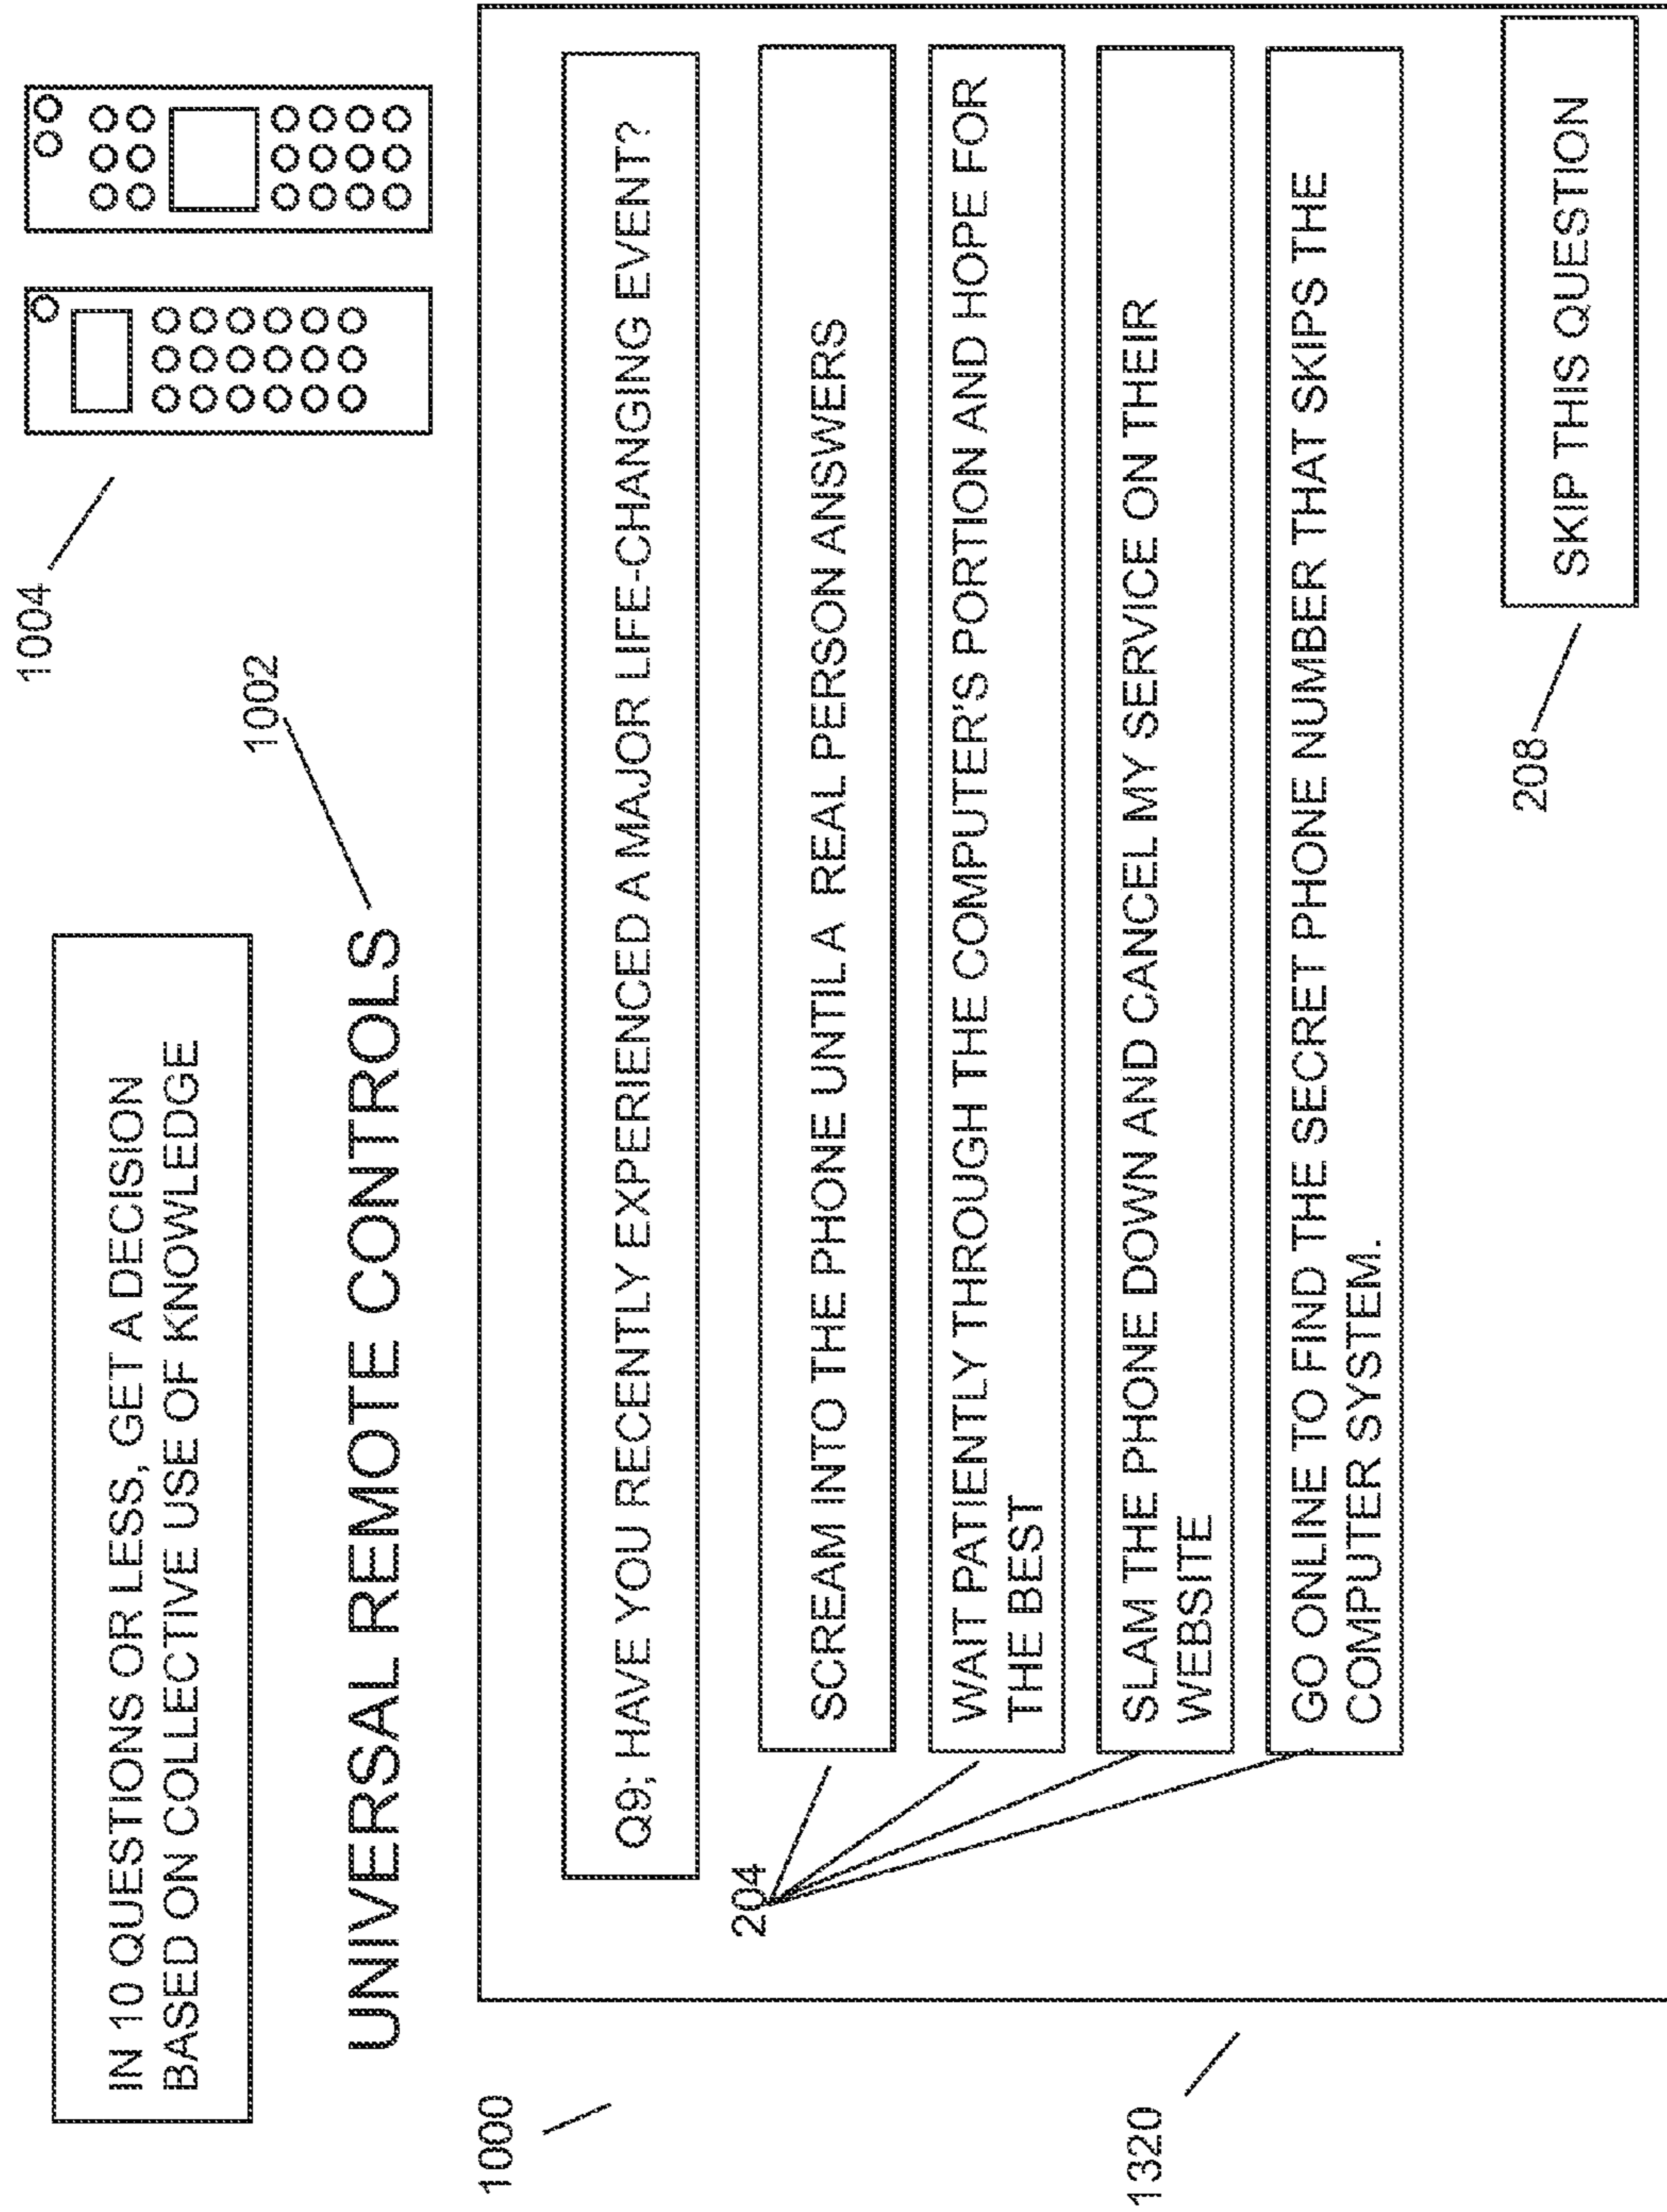 IN 10 QUESTIONS OR LESS, GET A DECISION
BASED ON COLLECTIVE USE OF KNOWLEDGE
1004
1002
UNIVERSAL REMOTE CONTROLS
1000
Q9; HAVE YOU RECENTLY EXPERIENCED A MAJOR LIFE-CHANGING EVENT?
204
SCREAM INTO THE PHONE UNTIL A REAL PERSON ANSWERS
WAIT PATIENTLY THROUGH THE COMPUTER'S PORTION AND HOPE FOR
THE BEST
SLAM THE PHONE DOWN AND CANCEL MY SERVICE ON THEIR
WEBSITE
GO ONLINE TO FIND THE SECRET PHONE NUMBER THAT SKIPS THE
COMPUTER SYSTEM.
1320
208
SKIP THIS QUESTION